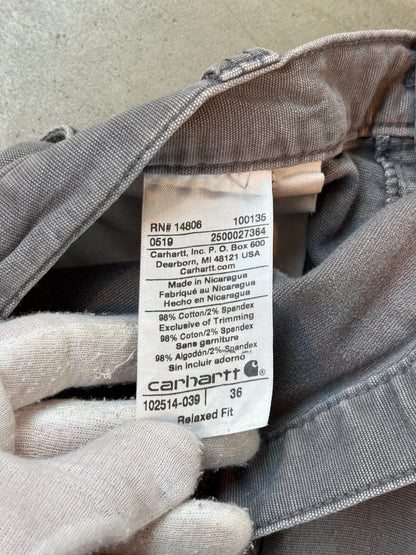 RN# 14806 100135
0519 2500027364
Carhartt, Inc. P. O. Box 600
Dearborn, MI 48121 USA
Carhartt.com
Made in Nicaragua
Fabriqué au Nicaragua
Hecho en Nicaragua
98% Cotton/2% Spandex
Exclusive of Trimming
98% Coton/2% Spandex
Sans garniture
98% Algodón/2% Spandex
Sin incluir adorno
carhartt
102514-039 36
Relaxed Fit